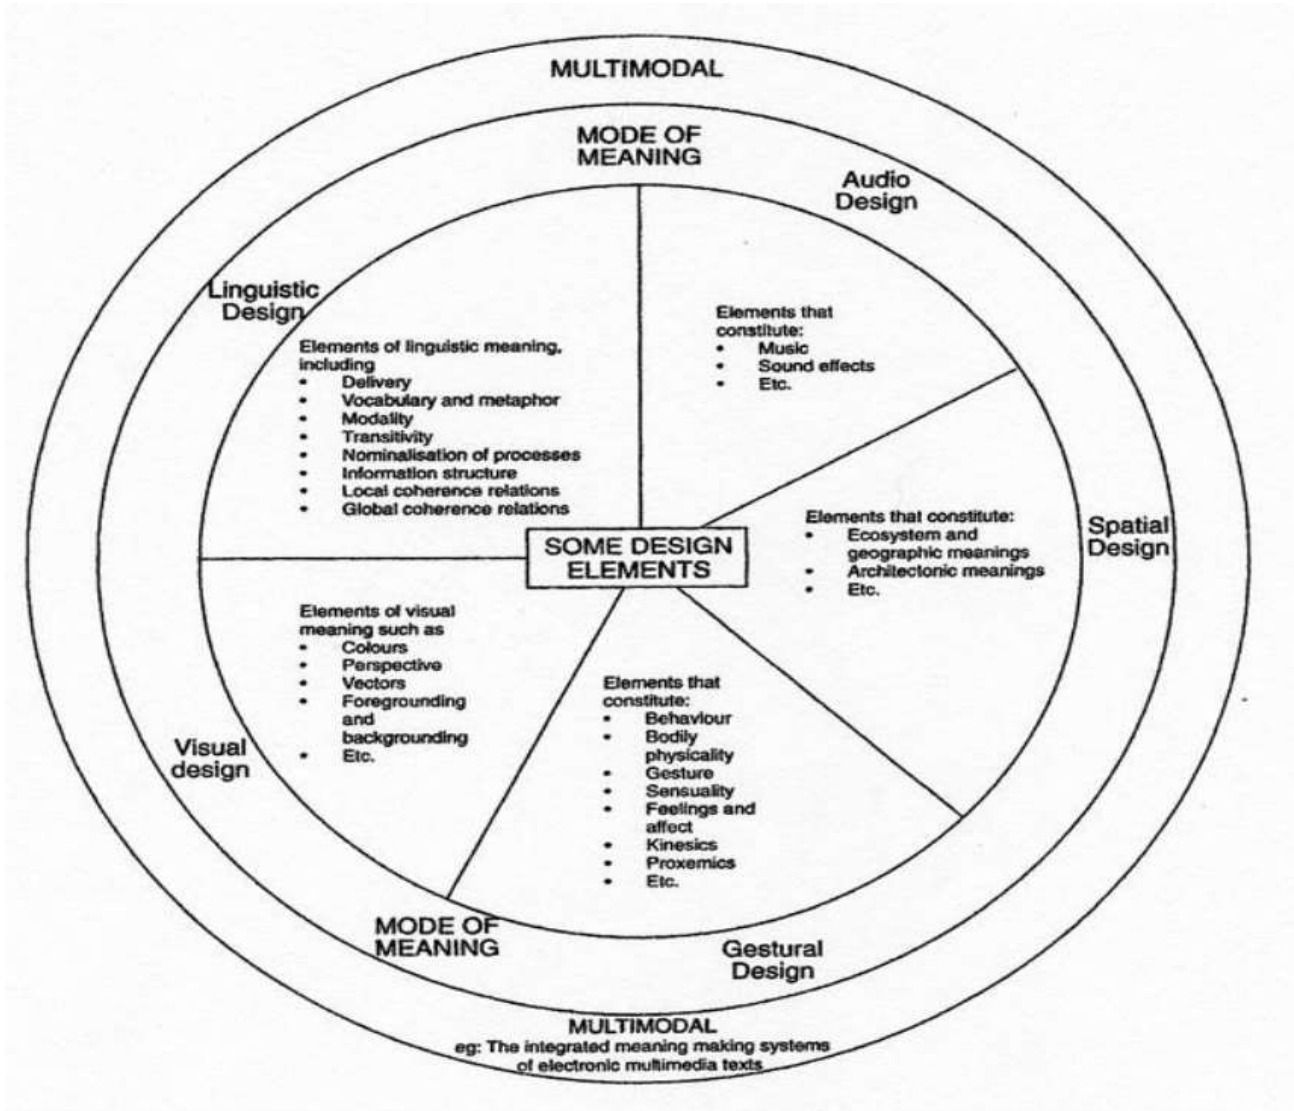 MULTIMODAL
MODE OF
MEANING
Audio
Design
Linguistic
Design
Elements that
constitute:
• Music
• Sound effects
• Etc.
Elements of linguistic meaning,
including
• Delivery
• Vocabulary and metaphor
• Modality
• Transitivity
• Nominalisation of processes
• Information structure
• Local coherence relations
• Global coherence relations
Elements that constitute:
• Ecosystem and
geographic meanings
• Architectonic meanings
• Etc.
Spatial
Design
SOME DESIGN
ELEMENTS
Elements of visual
meaning such as
• Colours
• Perspective
• Vectors
• Foregrounding
and
backgrounding
• Etc.
Elements that
constitute:
• Behaviour
• Bodily
physicality
• Gesture
• Sensuality
• Feelings and
affect
• Kinesics
• Proxemics
• Etc.
Visual
design
MODE OF
MEANING
Gestural
Design
MULTIMODAL
eg: The integrated meaning making systems
of electronic multimedia texts